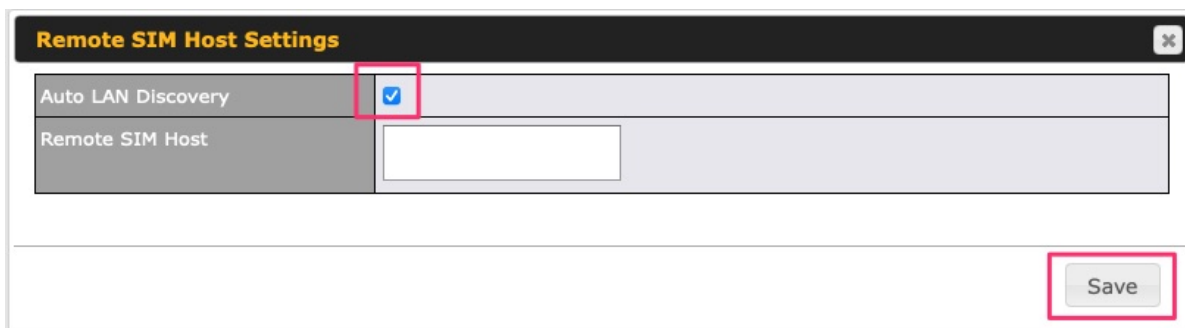 Remote SIM Host Settings
Auto LAN Discovery
Remote SIM Host
Save